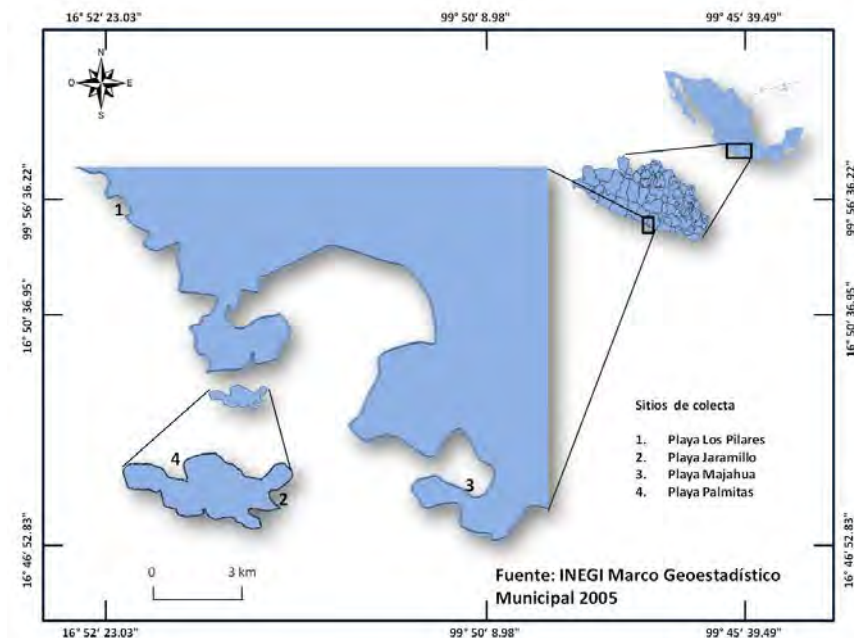 16° 52’ 23.03”
99° 50’ 8.98”
99° 45’ 39.49”
N
O
E
S
99° 56’ 36.22”
99° 56’ 36.22”
1
16° 50’ 36.95”
16° 50’ 36.95”
Sitios de colecta
1. Playa Los Pilares
2. Playa Jaramillo
3. Playa Majahua
4. Playa Palmitas
4
3
2
16° 46’ 52.83”
16° 46’ 52.83”
0
3 km
Fuente: INEGI Marco Geoestadístico
Municipal 2005
16° 52’ 23.03”
99° 50’ 8.98”
99° 45’ 39.49”